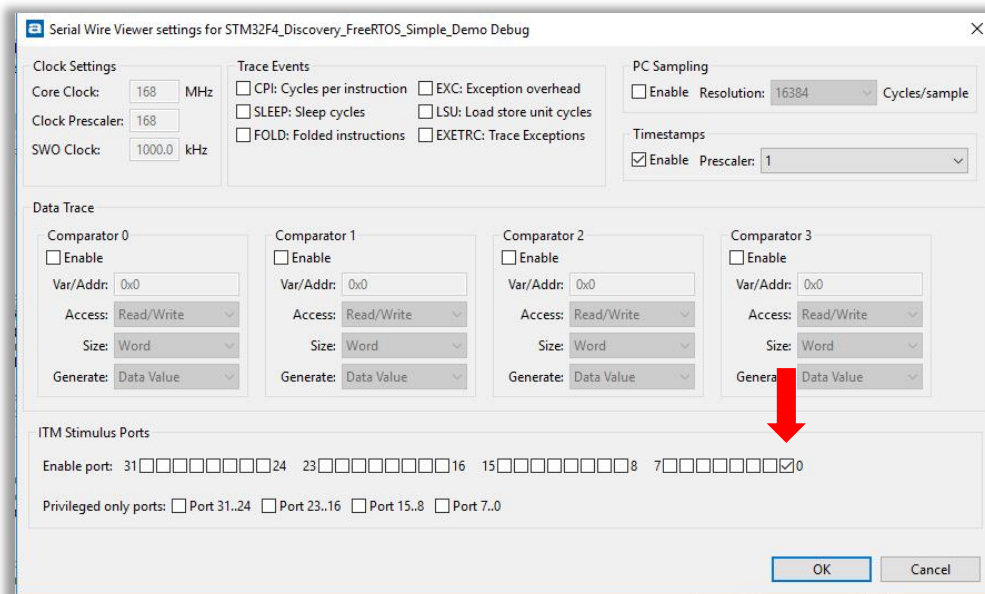 Serial Wire Viewer settings for STM32F4_Discovery_FreeRTOS_Simple_Demo Debug
Clock Settings
Core Clock: 168 MHz
Clock Prescaler: 168
SWO Clock: 1000.0 kHz
Trace Events
CPI: Cycles per instruction EXC: Exception overhead
SLEEP: Sleep cycles LSU: Load store unit cycles
FOLD: Folded instructions EXETRC: Trace Exceptions
PC Sampling
Enable Resolution: 16384 Cycles/sample
Timestamps
Enable Prescaler: 1
Data Trace
Comparator 0
Enable
Var/Addr: 0x0
Access: Read/Write
Size: Word
Generate: Data Value
Comparator 1
Enable
Var/Addr: 0x0
Access: Read/Write
Size: Word
Generate: Data Value
Comparator 2
Enable
Var/Addr: 0x0
Access: Read/Write
Size: Word
Generate: Data Value
Comparator 3
Enable
Var/Addr: 0x0
Access: Read/Write
Size: Word
Data Value
ITM Stimulus Ports
Enable port: 31 24 23 16 15 8 7 0
Privileged only ports: Port 31..24 Port 23..16 Port 15..8 Port 7..0
OK Cancel